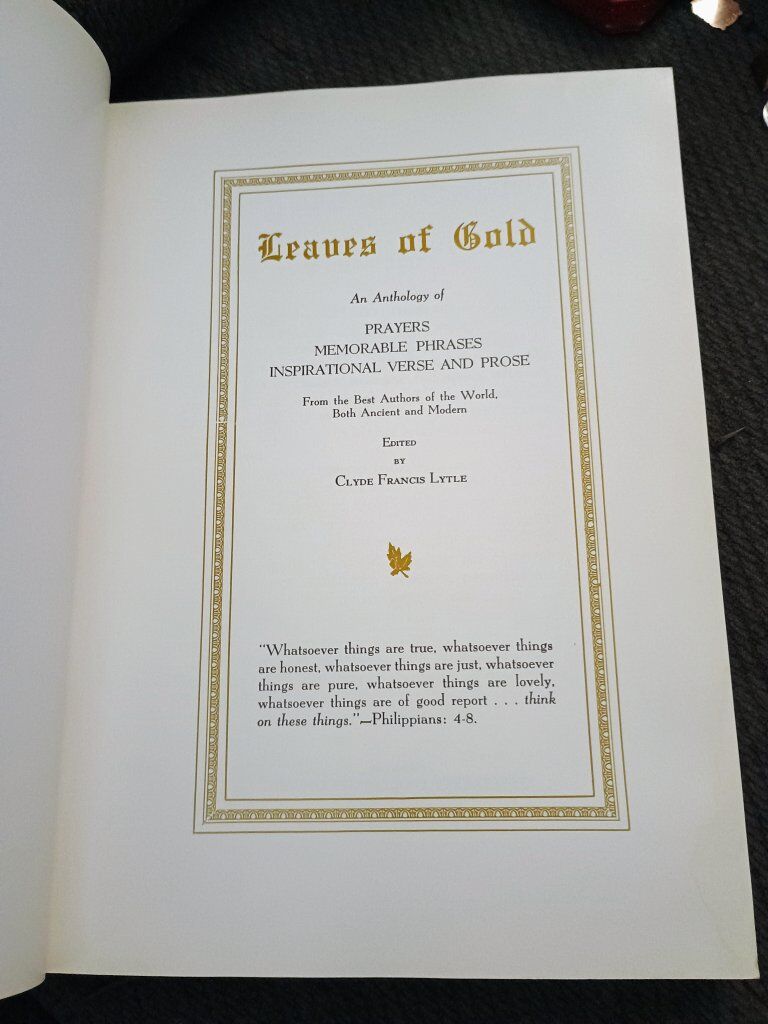 Leaves of Gold
An Anthology of
PRAYERS
MEMORABLE PHRASES
INSPIRATIONAL VERSE AND PROSE
From the Best Authors of the World,
Both Ancient and Modern
EDITED
BY
CLYDE FRANCIS LYTLE
"Whatsoever things are true, whatsoever things
are honest, whatsoever things are just, whatsoever
things are pure, whatsoever things are lovely,
whatsoever things are of good report . . . think
on these things."—Philippians: 4-8.